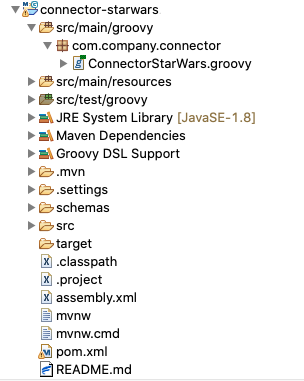 connector-starwars
src/main/groovy
com.company.connector
ConnectorStarWars.groovy
src/main/resources
src/test/groovy
JRE System Library [JavaSE-1.8]
Maven Dependencies
Groovy DSL Support
.mvn
.settings
schemas
src
target
.classpath
.project
assembly.xml
mvnw
mvnw.cmd
pom.xml
README.md